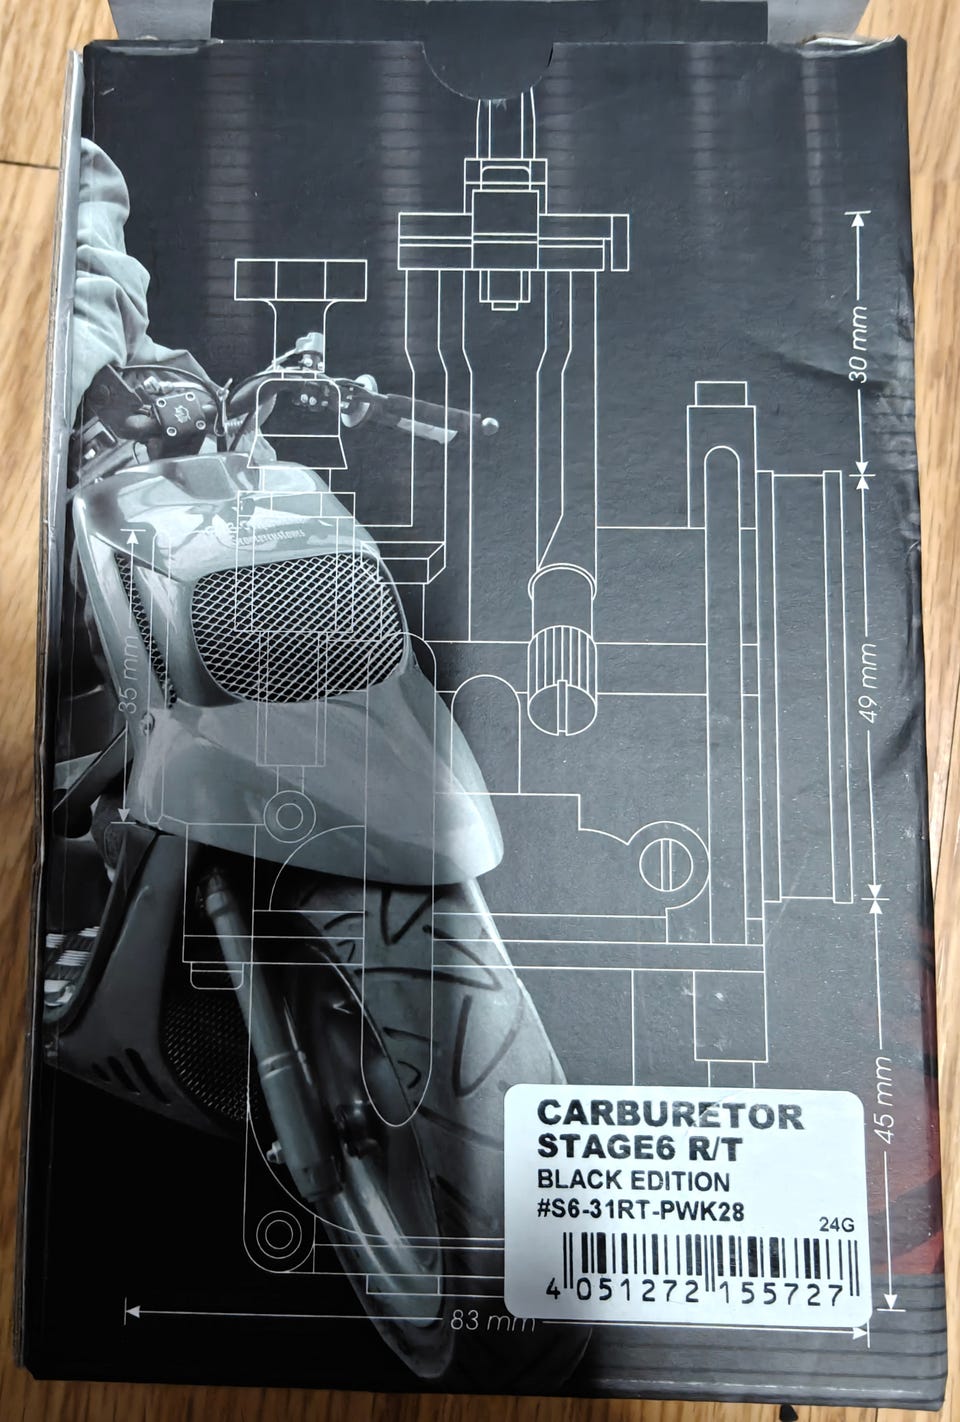 30 mm
35 mm
49 mm
45 mm
CARBURETOR
STAGE6 R/T
BLACK EDITION
#S6-31RT-PWK28
24G
4 051272 155727
83 mm